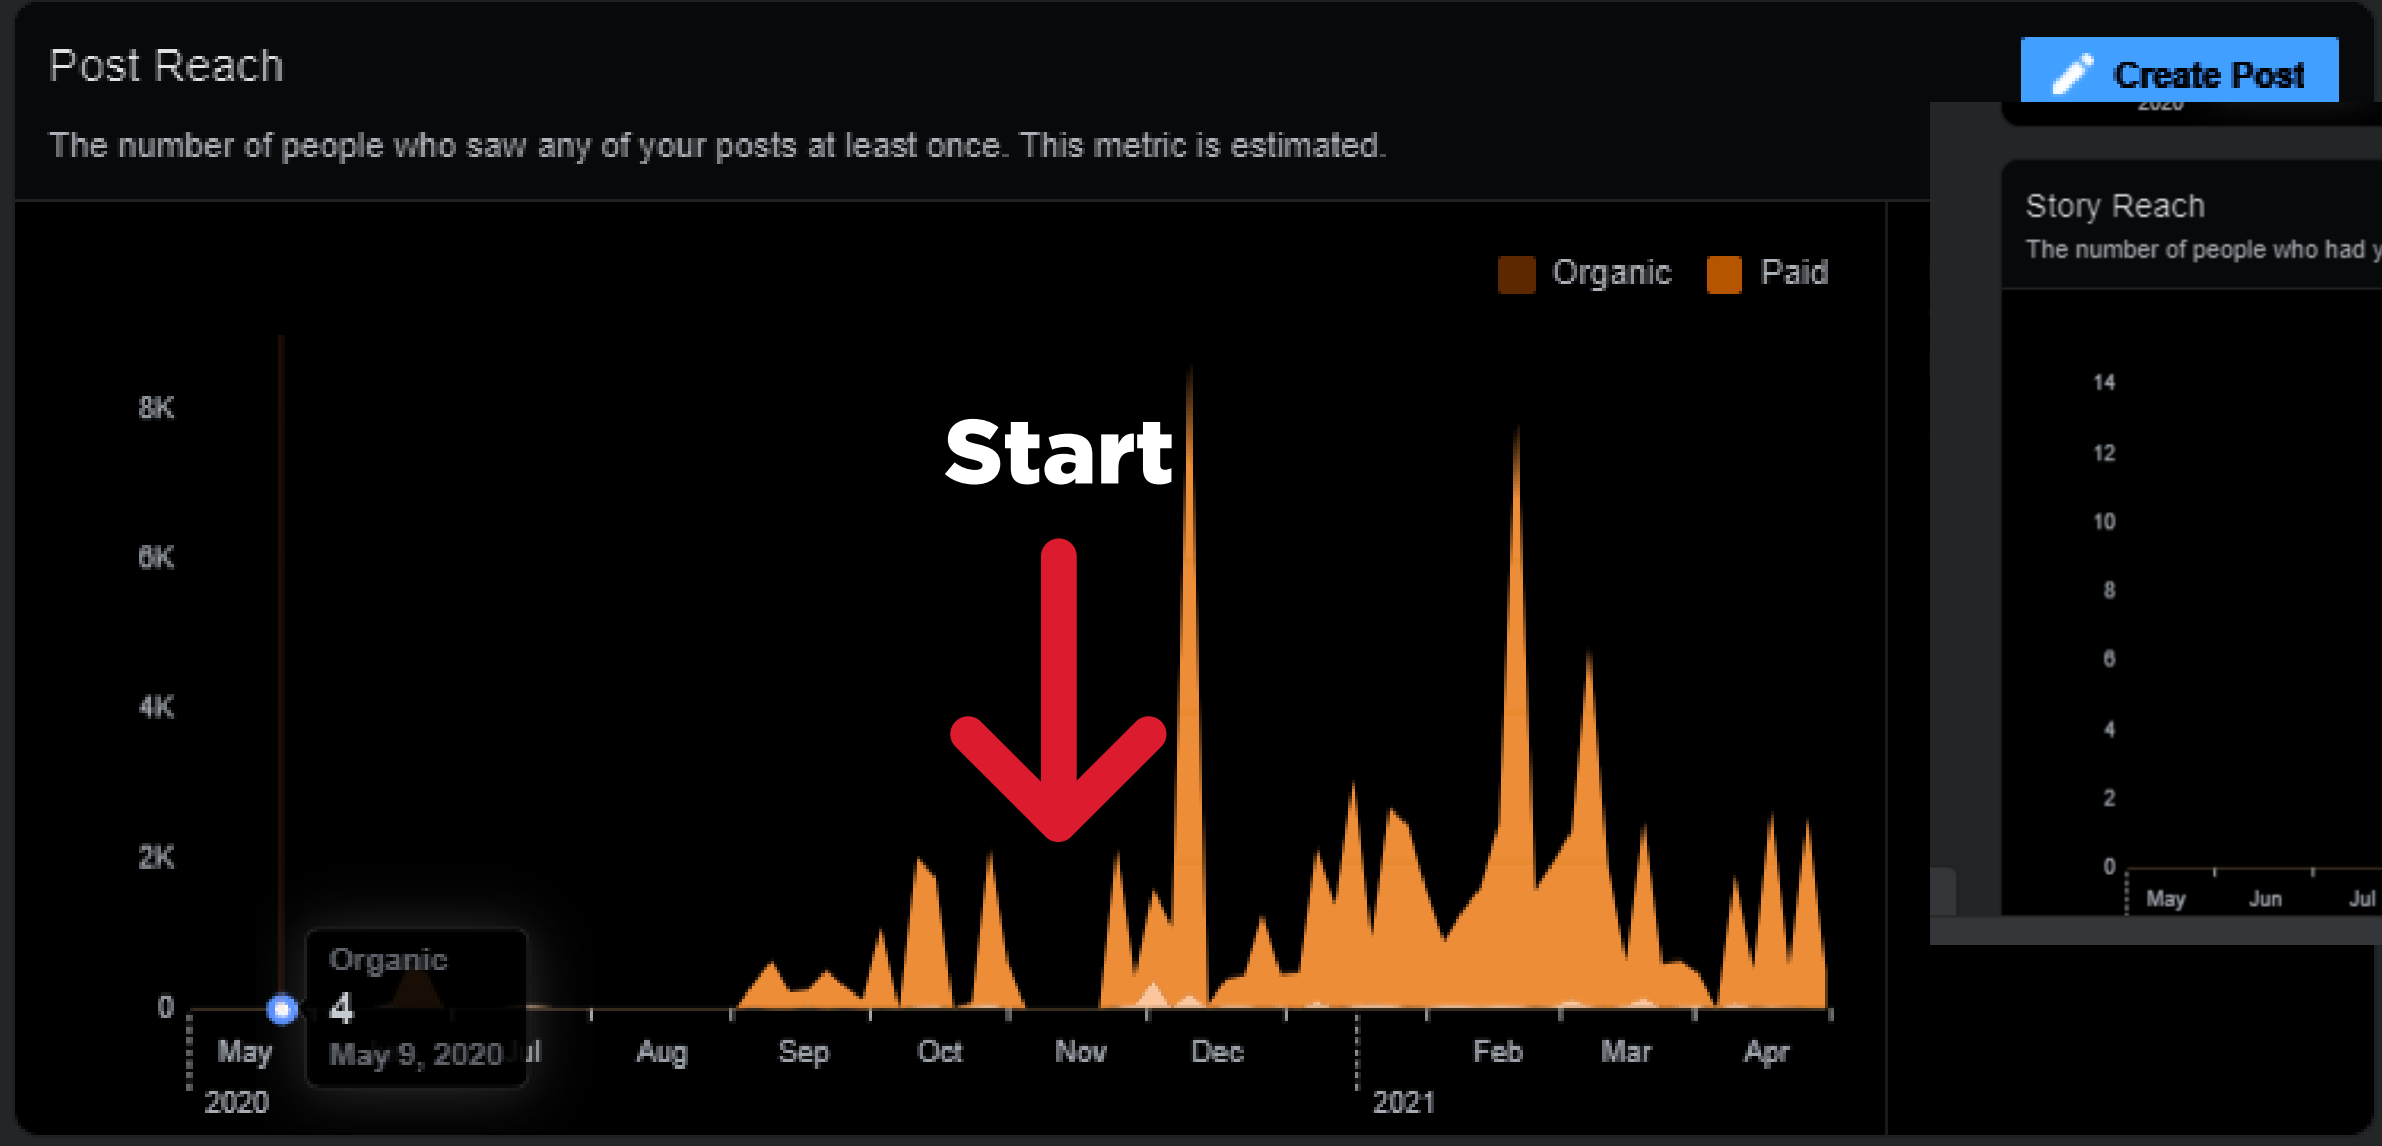 Post Reach
Create Post
The number of people who saw any of your posts at least once. This metric is estimated.
2020
Story Reach
The number of people who had y
Organic
Paid
8K
6K
4K
2K
0
Start
Organic
4
May 9, 2020
May
Jul
Aug
Sep
Oct
Nov
Dec
Feb
Mar
Apr
2020
2021
14
12
10
8
6
4
2
0
May
Jun
Jul